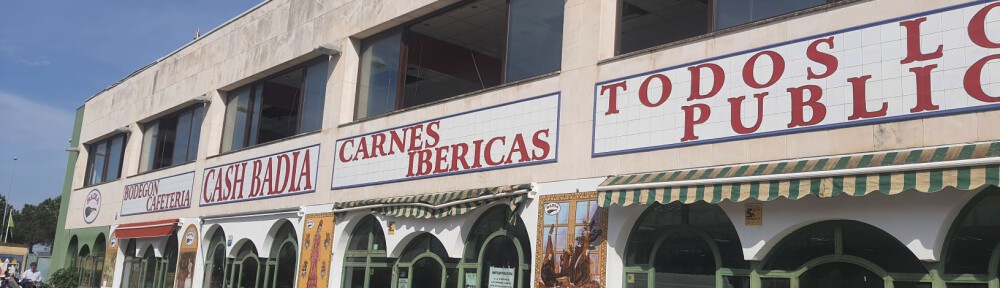 BODEGON
CAFETERIA
CASH BADIA
CARNES
IBERICAS
TODOS LO
PUBLIC